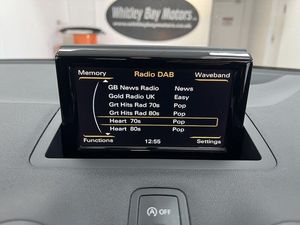 Whitley Bay Motors
Memory Radio DAB Waveband
GB News Radio News
Gold Radio UK Easy
Grt Hits Rad 70s Pop
Grt Hits Rad 80s Pop
Heart 70s Pop
Heart 80s Pop
Functions 12:55 Settings
OFF